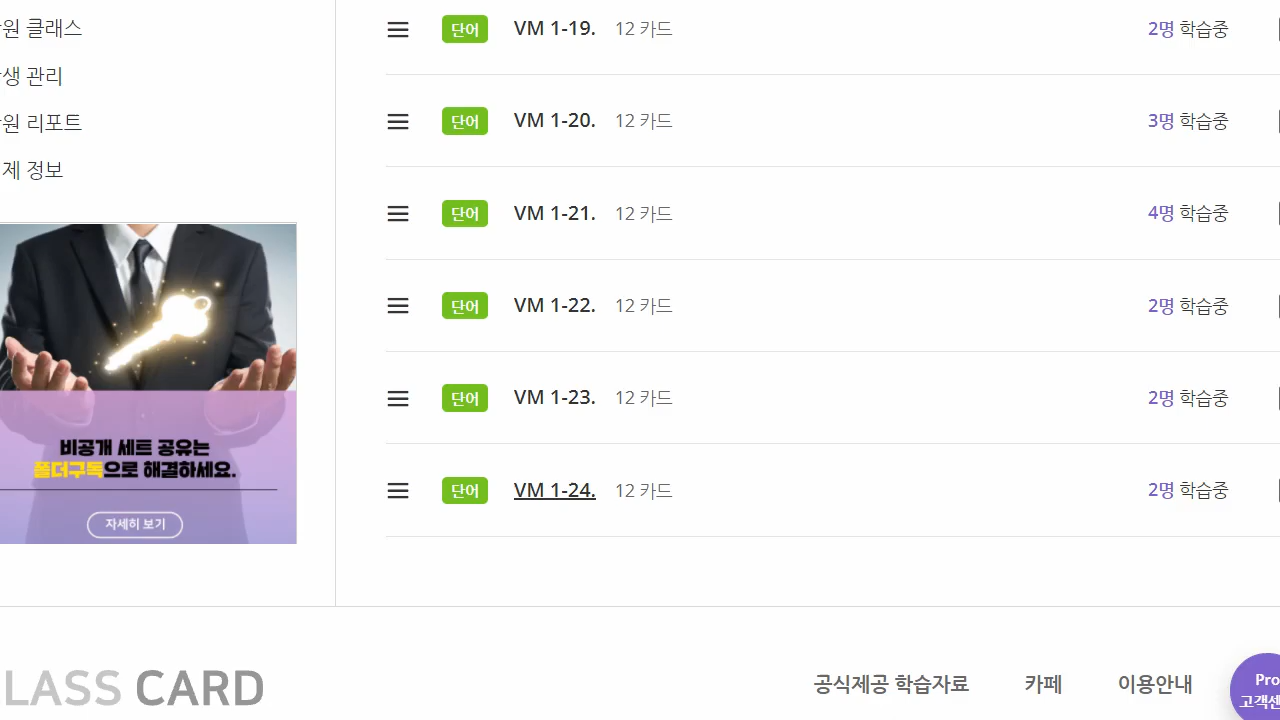 원 클래스
생 관리
원 리포트
제 정보
비공개 세트 공유는
폴더구독으로 해결하세요.
자세히 보기
단어 VM 1-19. 12 카드 2명 학습중
단어 VM 1-20. 12 카드 3명 학습중
단어 VM 1-21. 12 카드 4명 학습중
단어 VM 1-22. 12 카드 2명 학습중
단어 VM 1-23. 12 카드 2명 학습중
단어 VM 1-24. 12 카드 2명 학습중
LASS CARD
공식제공 학습자료 카페 이용안내
Pro
고객센